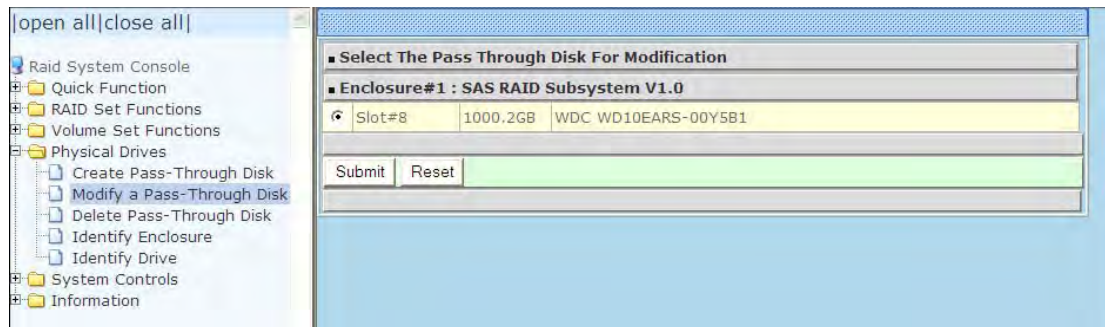 |open all|close all|
Raid System Console
Quick Function
RAID Set Functions
Volume Set Functions
Physical Drives
Create Pass-Through Disk
Modify a Pass-Through Disk
Delete Pass-Through Disk
Identify Enclosure
Identify Drive
System Controls
Information
Select The Pass Through Disk For Modification
Enclosure#1 : SAS RAID Subsystem V1.0
Slot#8 1000.2GB WDC WD10EARS-00Y5B1
Submit Reset